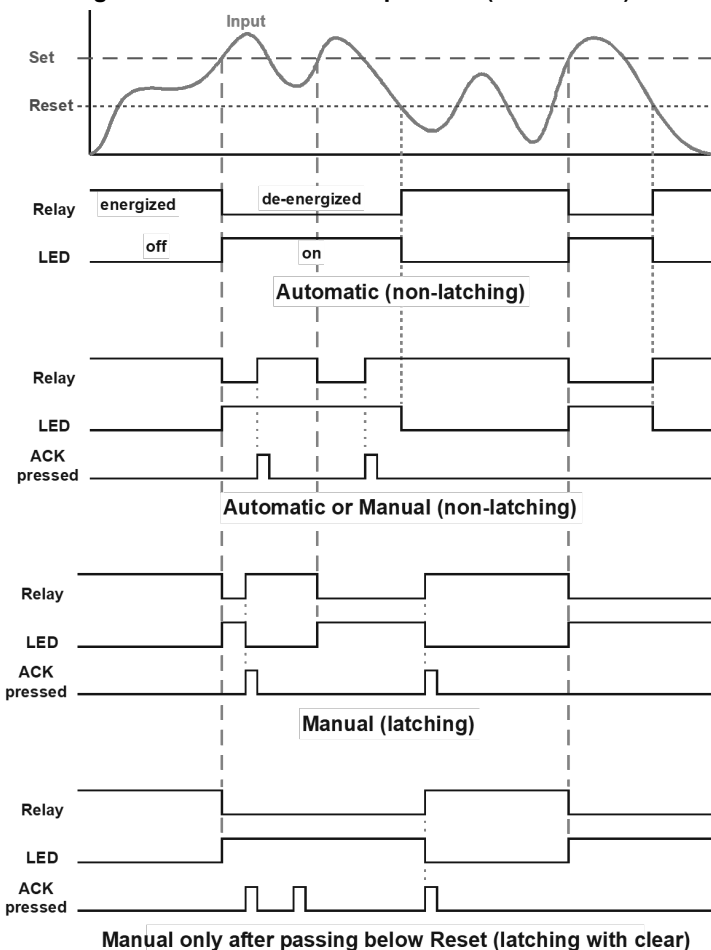 Input
Set
Reset
Relay
energized
de-energized
LED
off
on
Automatic (non-latching)
Relay
LED
ACK
pressed
Automatic or Manual (non-latching)
Relay
LED
ACK
pressed
Manual (latching)
Relay
LED
ACK
pressed
Manual only after passing below Reset (latching with clear)